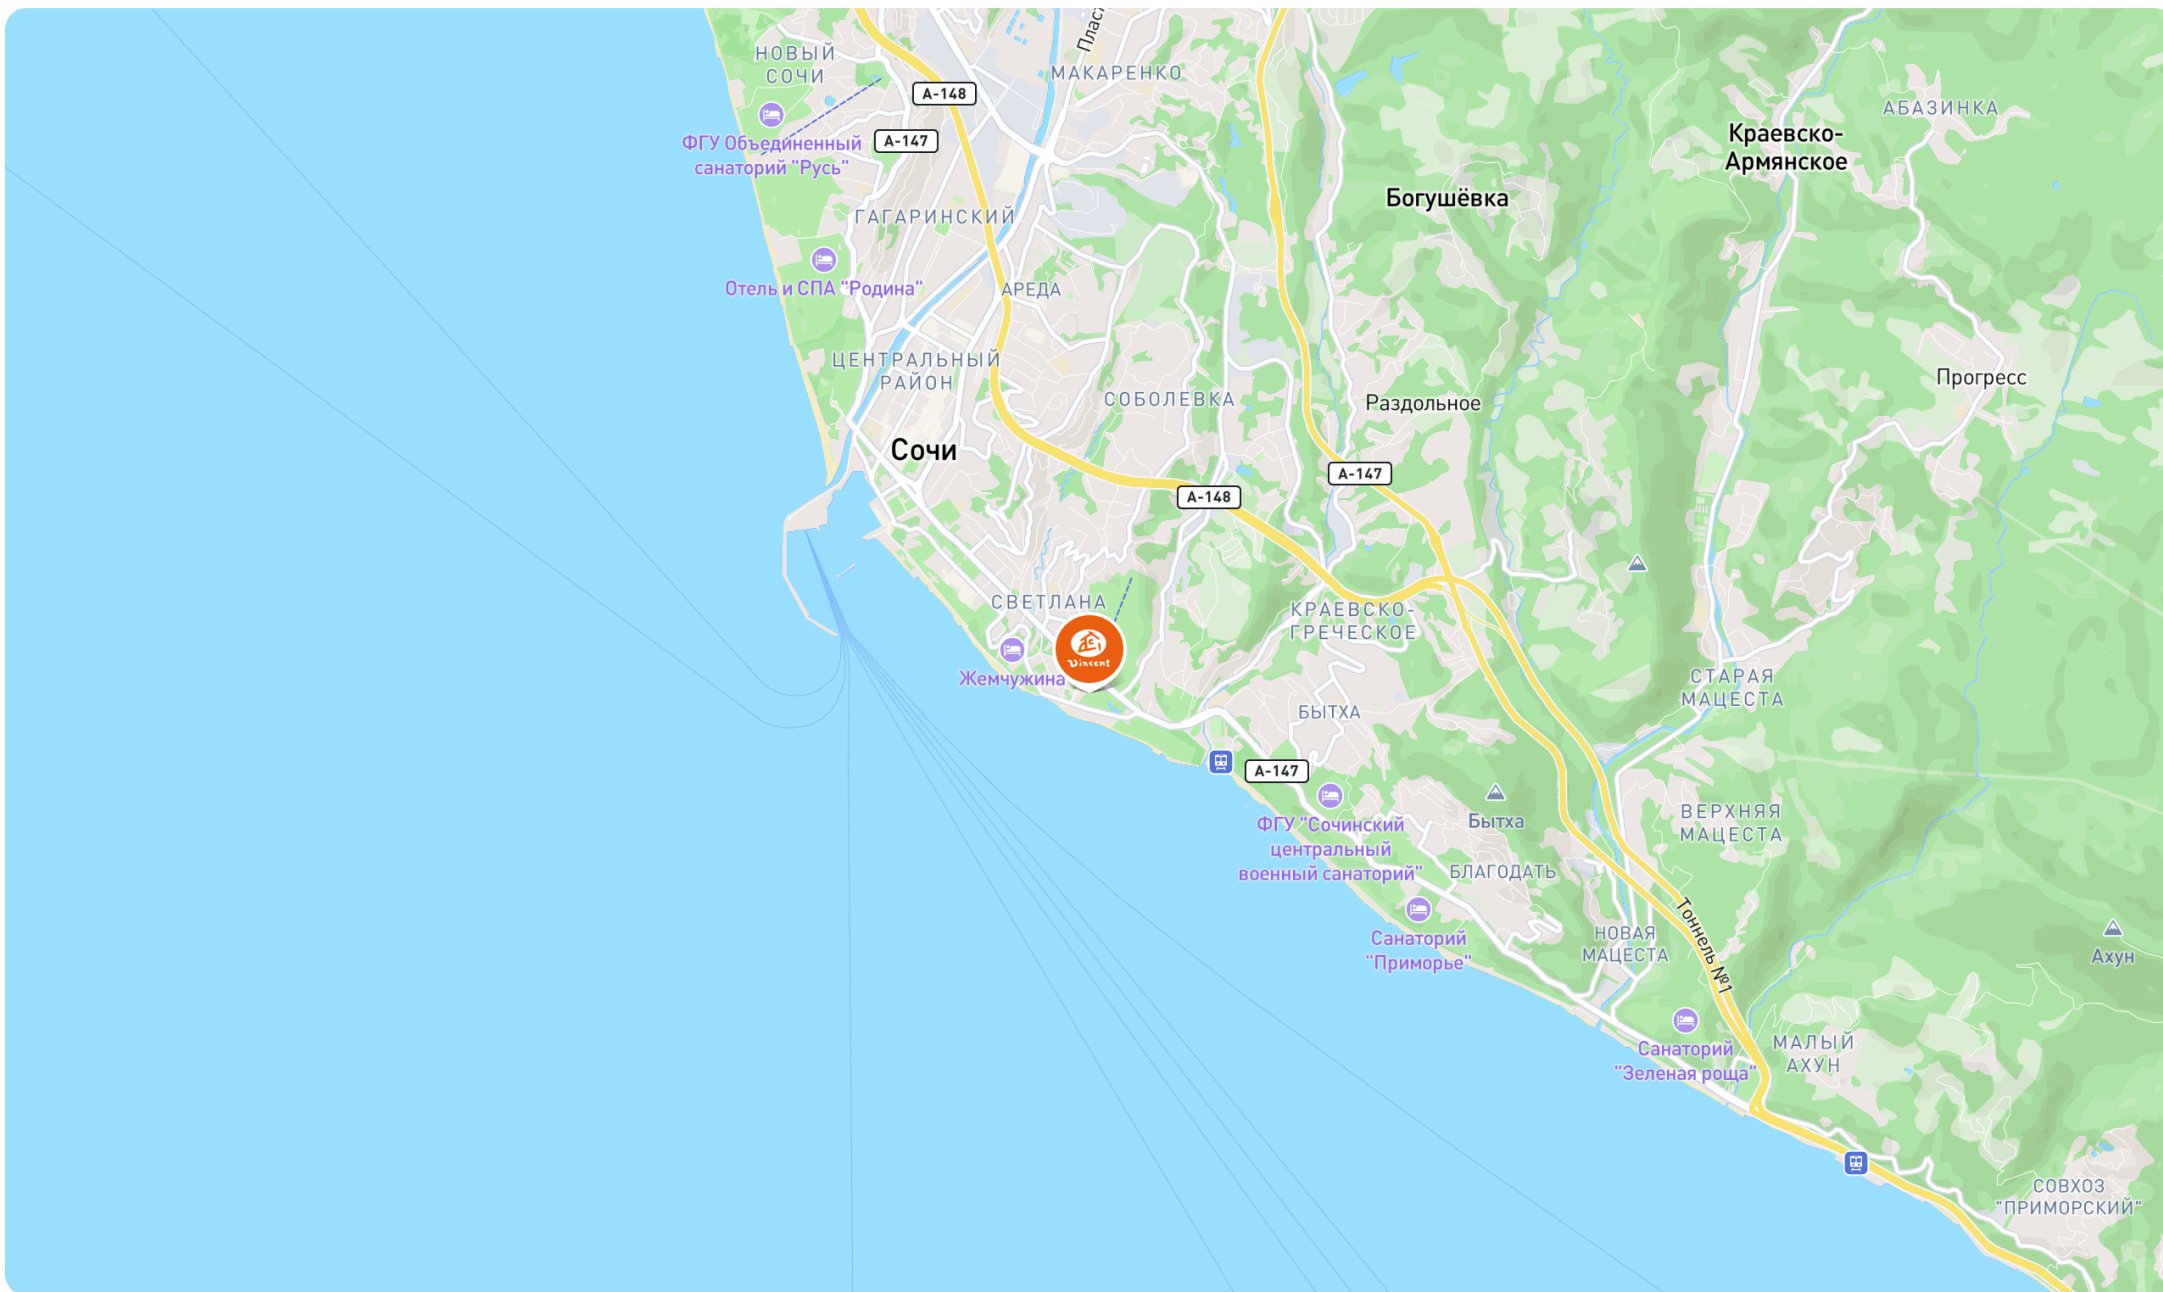 Пласт
НОВЫЙ
СОЧИ
МАКАРЕНКО
А-148
АБАЗИНКА
Краевско-
Армянское
ФГУ Объединенный
санаторий "Русь"
А-147
Богушёвка
ГАГАРИНСКИЙ
Отель и СПА "Родина"
АРЕДА
ЦЕНТРАЛЬНЫЙ
РАЙОН
СОБОЛЕВКА
Раздольное
Прогресс
Сочи
А-147
А-148
СВЕТЛАНА
КРАЕВСКО-
ГРЕЧЕСКОЕ
Vincent
Жемчужина
СТАРАЯ
МАЦЕСТА
БЫТХА
А-147
ФГУ "Сочинский
центральный
военный санаторий"
Бытха
ВЕРХНЯЯ
МАЦЕСТА
БЛАГОДАТЬ
Санаторий
"Приморье"
НОВАЯ
МАЦЕСТА
Тоннель №1
Ахун
Санаторий
"Зеленая роща"
МАЛЫЙ
АХУН
СОВХОЗ
"ПРИМОРСКИЙ"